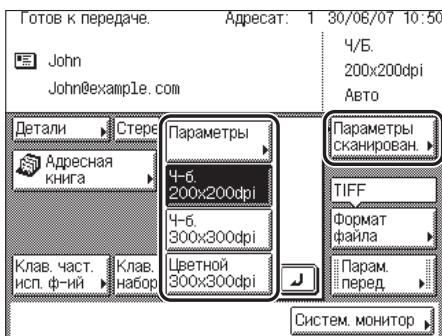 Готов к передаче. Адресат: 1 30/06/07 10:50
John
John@example.com
Ч/Б.
200x200dpi
Авто
Детали
Стере
Параметры
Параметры
сканирован.
Адресная
книга
Ч-б.
200x200dpi
TIFF
Ч-б.
300x300dpi
Формат
файла
Клав. част.
исп. ф-ий
Клав.
набор
Цветной
300x300dpi
Парам.
перед.
Систем. монитор